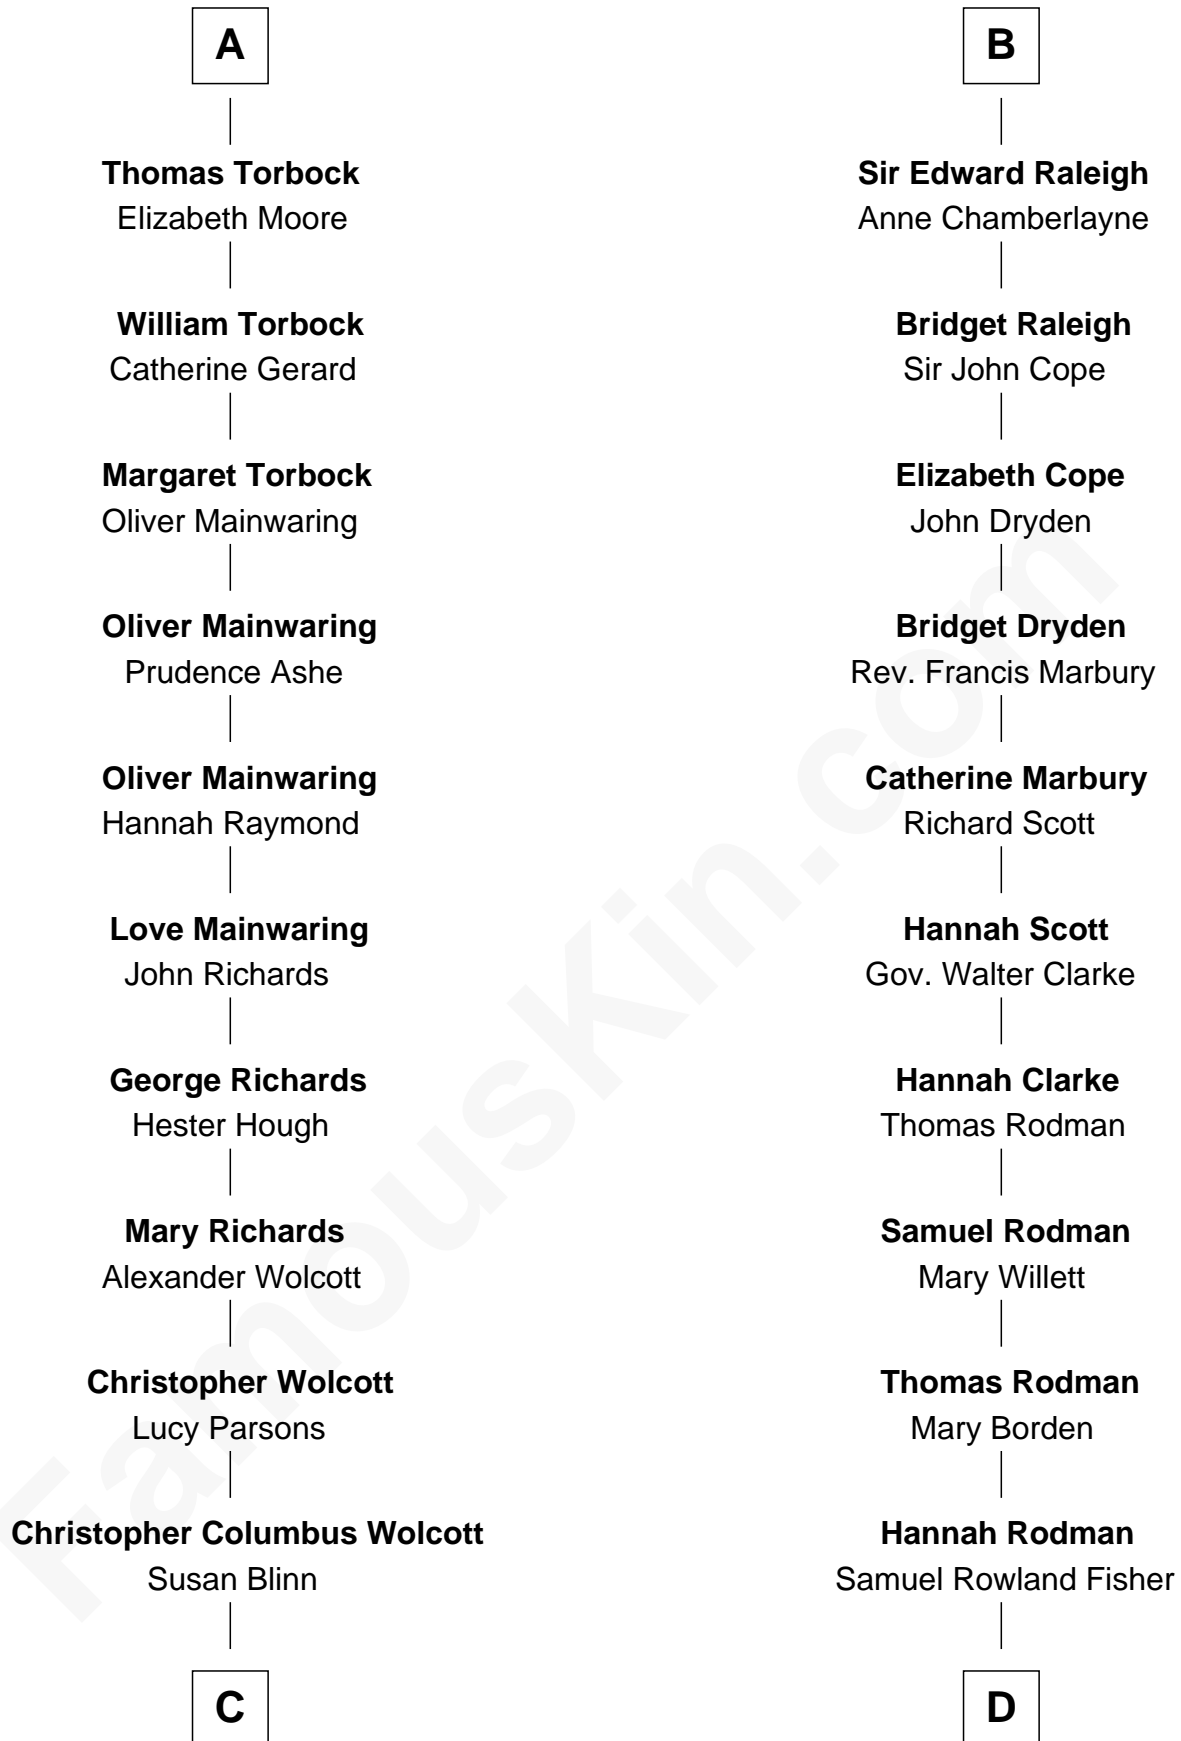 A
Thomas Torbock
Elizabeth Moore
William Torbock
Catherine Gerard
Margaret Torbock
Oliver Mainwaring
Oliver Mainwaring
Prudence Ashe
Oliver Mainwaring
Hannah Raymond
Love Mainwaring
John Richards
George Richards
Hester Hough
Mary Richards
Alexander Wolcott
Christopher Wolcott
Lucy Parsons
Christopher Columbus Wolcott
Susan Blinn
C
B
Sir Edward Raleigh
Anne Chamberlayne
Bridget Raleigh
Sir John Cope
Elizabeth Cope
John Dryden
Bridget Dryden
Rev. Francis Marbury
Catherine Marbury
Richard Scott
Hannah Scott
Gov. Walter Clarke
Hannah Clarke
Thomas Rodman
Samuel Rodman
Mary Willett
Thomas Rodman
Mary Borden
Hannah Rodman
Samuel Rowland Fisher
D
FamousKin.com